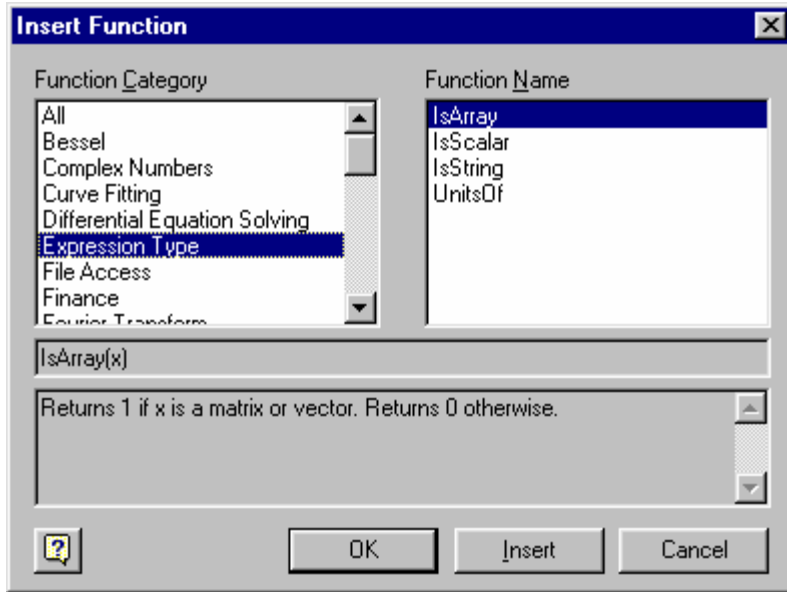 Insert Function
Function Category
All
Bessel
Complex Numbers
Curve Fitting
Differential Equation Solving
Expression Type
File Access
Finance
Fourier Transform
Function Name
IsArray
IsScalar
IsString
UnitsOf
IsArray(x)
Returns 1 if x is a matrix or vector. Returns 0 otherwise.
?
OK
Insert
Cancel